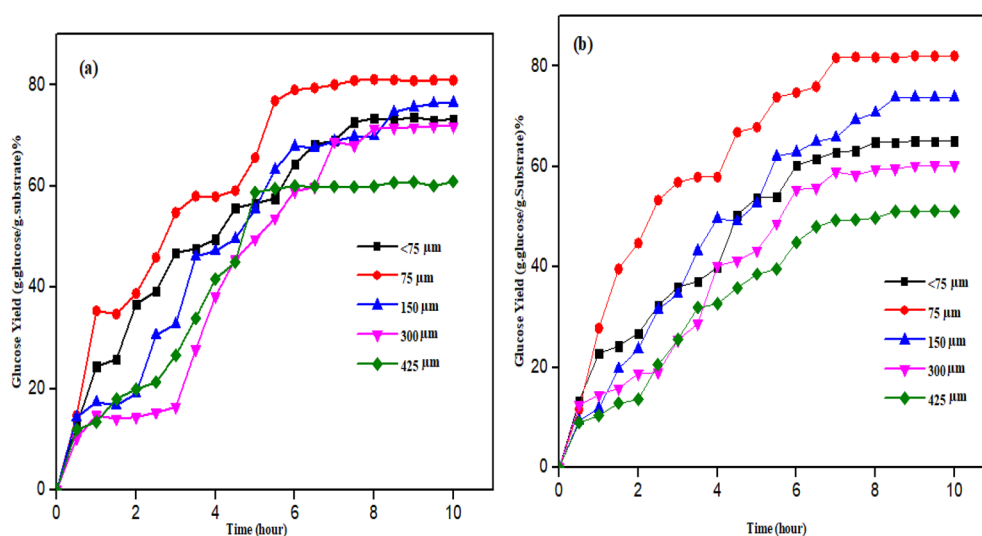 (a)
Glucose Yield (g.glucose/g.substrate)%
80
60
40
20
0
<75 µm
75 µm
150 µm
300 µm
425 µm
0 2 4 6 8 10
Time (hour)
(b)
Glucose Yield (g.glucose/g.Substrate)%
80
60
40
20
0
<75 µm
75 µm
150 µm
300 µm
425 µm
0 2 4 6 8 10
Time (hour)